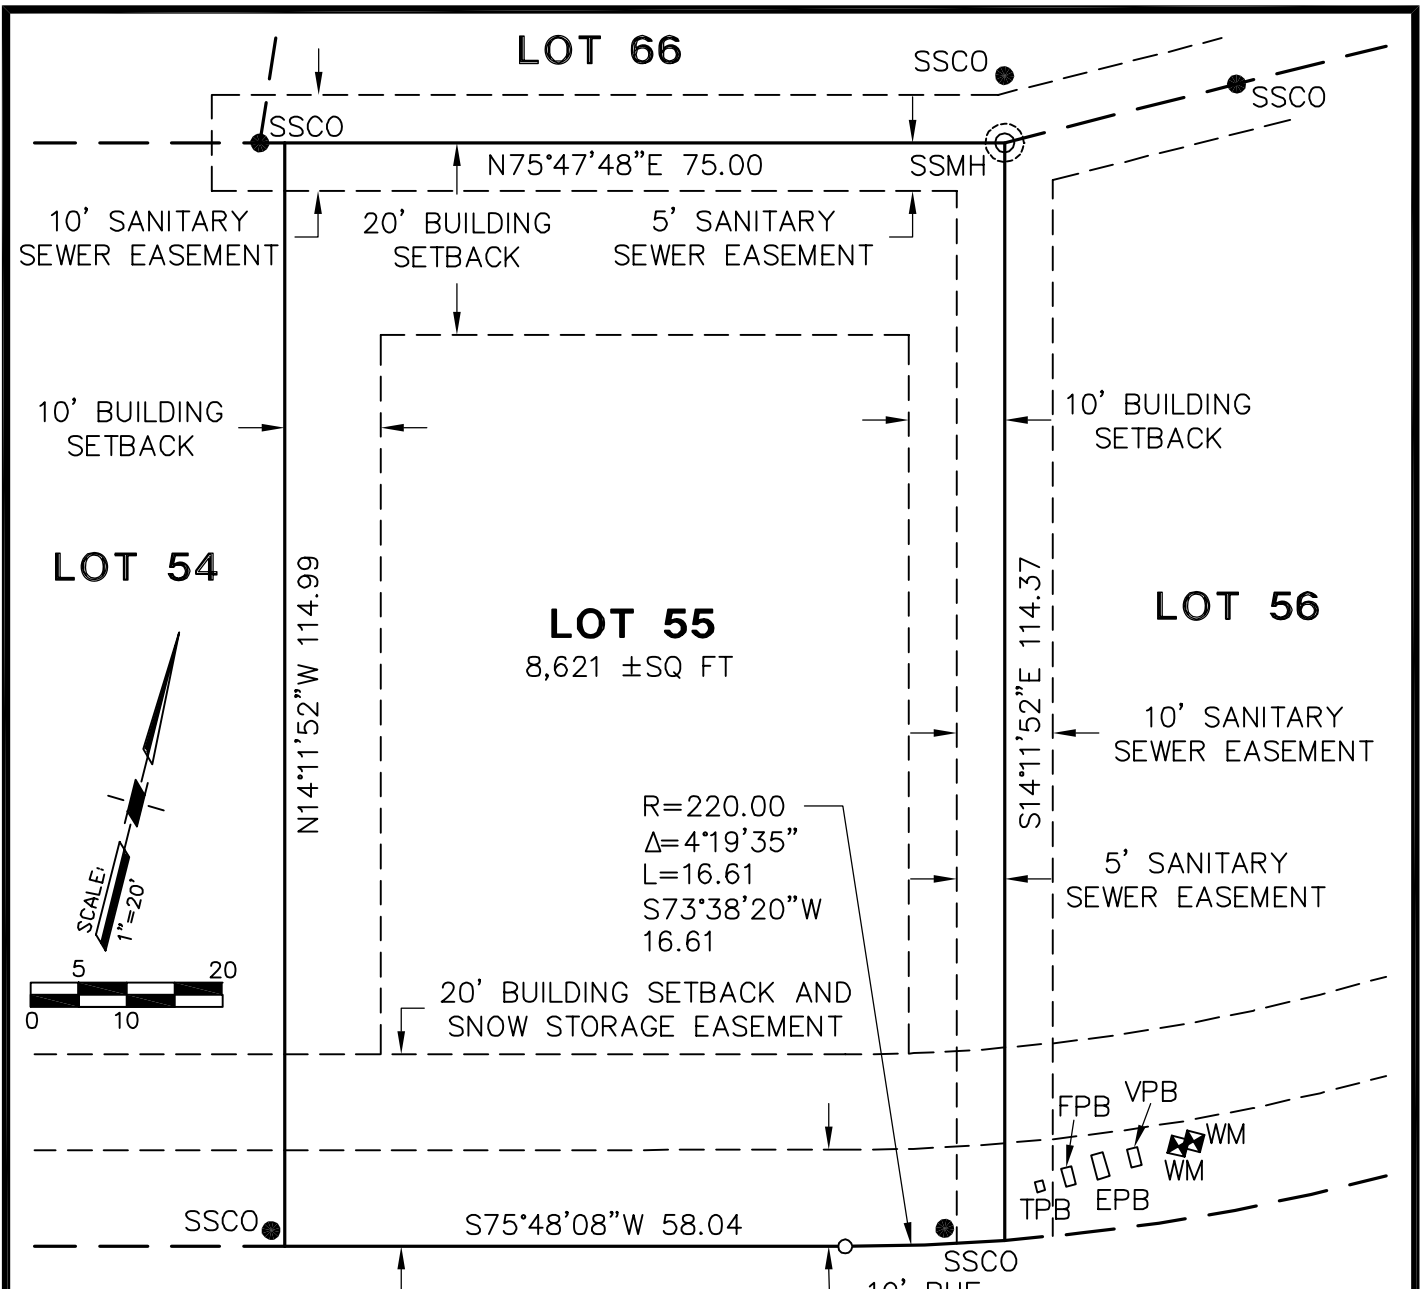 LOT 66
SSCO
SSCO
SSCO
N75°47'48"E 75.00
SSMH
10' SANITARY
SEWER EASEMENT
20' BUILDING
SETBACK
5' SANITARY
SEWER EASEMENT
10' BUILDING
SETBACK
10' BUILDING
SETBACK
LOT 54
N14°11'52"W 114.99
LOT 55
8,621 ±SQ FT
S14°11'52"E 114.37
LOT 56
10' SANITARY
SEWER EASEMENT
R=220.00
Δ=4°19'35"
L=16.61
S73°38'20"W
16.61
5' SANITARY
SEWER EASEMENT
SCALE:
1"=20'
5 20
0 10
20' BUILDING SETBACK AND
SNOW STORAGE EASEMENT
VPB
FPB
WM
WM
EPB
TPB
SSCO
S75°48'08"W 58.04
SSCO
10' PUE